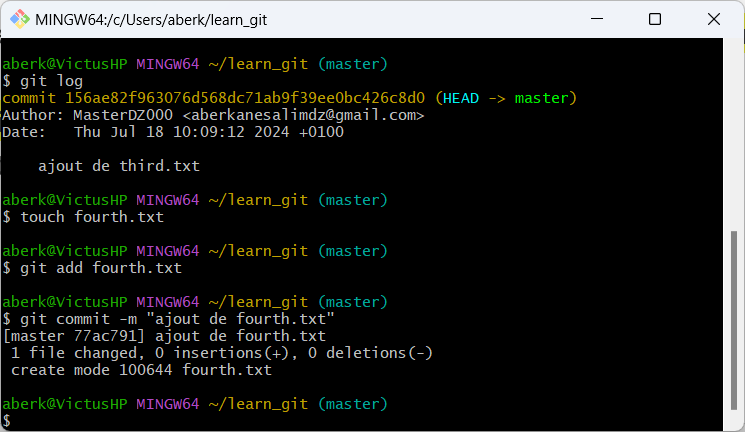 MINGW64:/c/Users/aberk/learn_git
aberk@VictusHP MINGW64 ~/learn_git (master)
$ git log
commit 156ae82f963076d568dc71ab9f39ee0bc426c8d0 (HEAD -> master)
Author: MasterDZ000 <aberkanesalimdz@gmail.com>
Date:   Thu Jul 18 10:09:12 2024 +0100
    ajout de third.txt
aberk@VictusHP MINGW64 ~/learn_git (master)
$ touch fourth.txt
aberk@VictusHP MINGW64 ~/learn_git (master)
$ git add fourth.txt
aberk@VictusHP MINGW64 ~/learn_git (master)
$ git commit -m "ajout de fourth.txt"
[master 77ac791] ajout de fourth.txt
 1 file changed, 0 insertions(+), 0 deletions(-)
 create mode 100644 fourth.txt
aberk@VictusHP MINGW64 ~/learn_git (master)
$